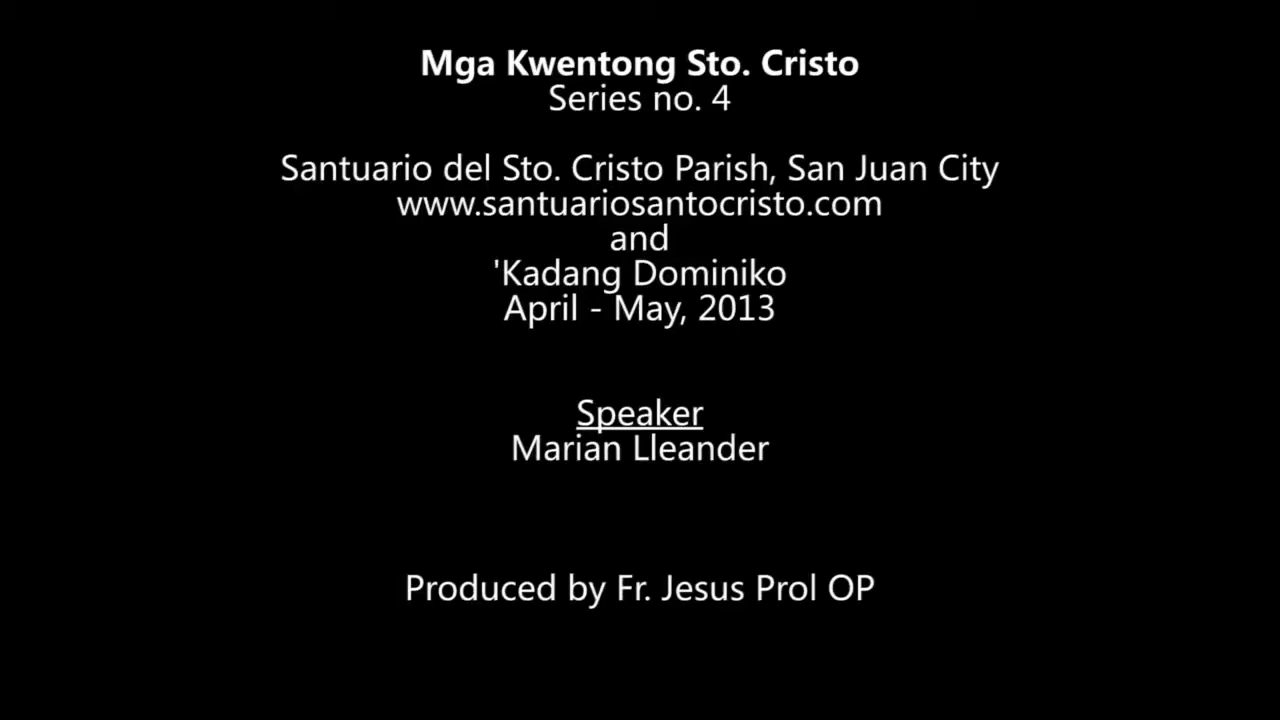 Mga Kwentong Sto. Cristo
Series no. 4
Santuario del Sto. Cristo Parish, San Juan City
www.santuariosantocristo.com
and
'Kadang Dominiko
April - May, 2013
Speaker
Marian Lleander
Produced by Fr. Jesus Prol OP